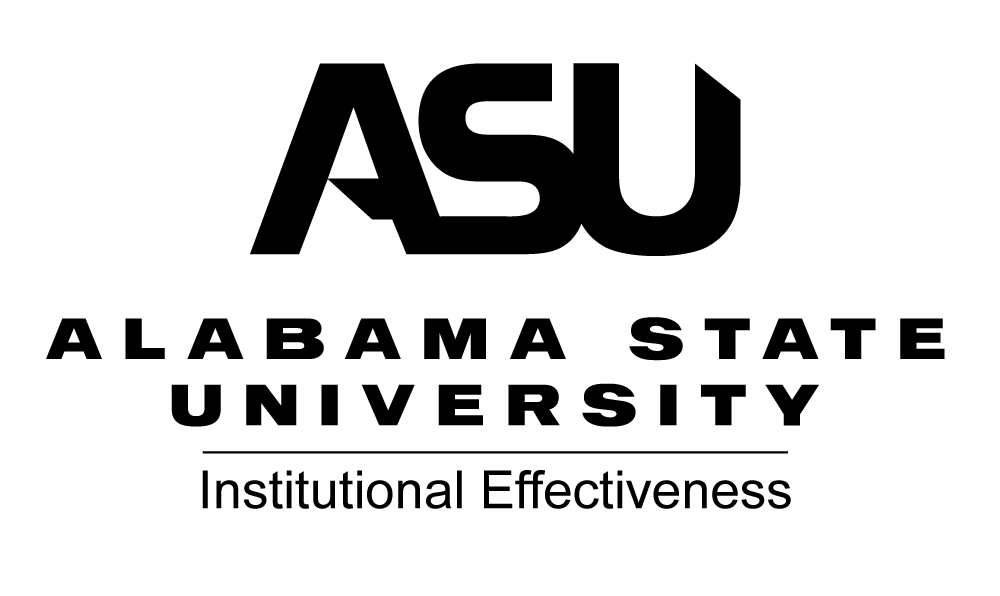 ASU
ALABAMA STATE
UNIVERSITY
Institutional Effectiveness